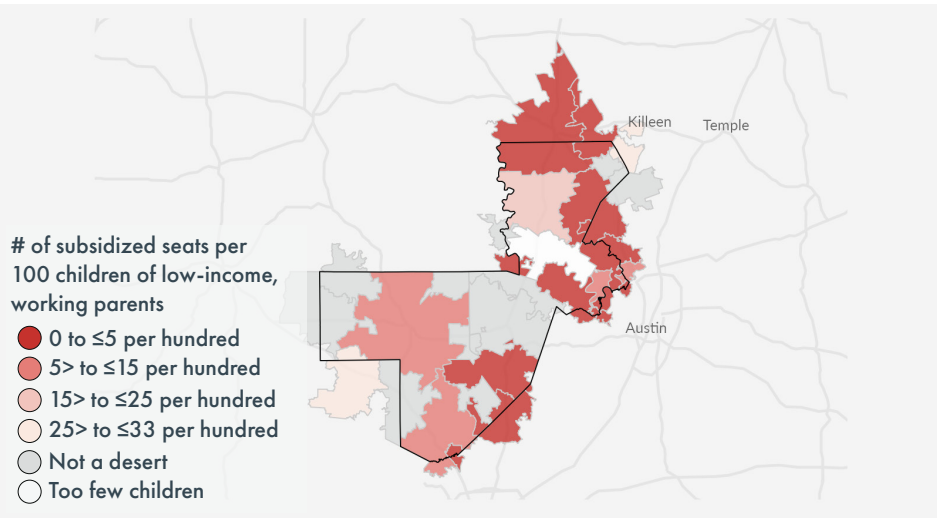 Killeen
Temple
# of subsidized seats per
100 children of low-income,
working parents
0 to ≤5 per hundred
5> to ≤15 per hundred
15> to ≤25 per hundred
25> to ≤33 per hundred
Not a desert
Too few children
Austin